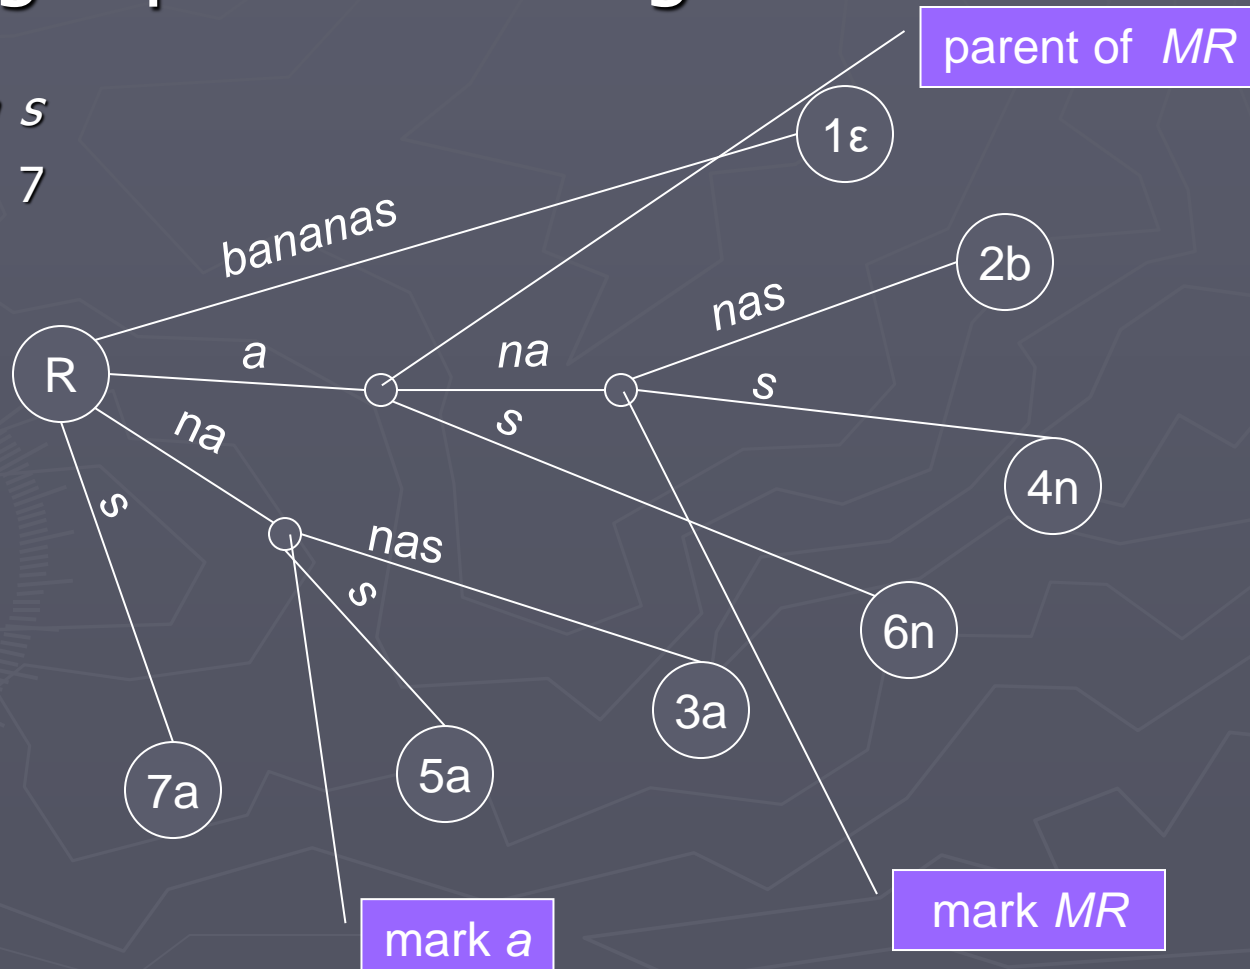 parent of MR
s
7
1ε
bananas
2b
nas
R
a
na
s
na
s
4n
s
nas
s
6n
3a
5a
7a
mark MR
mark a